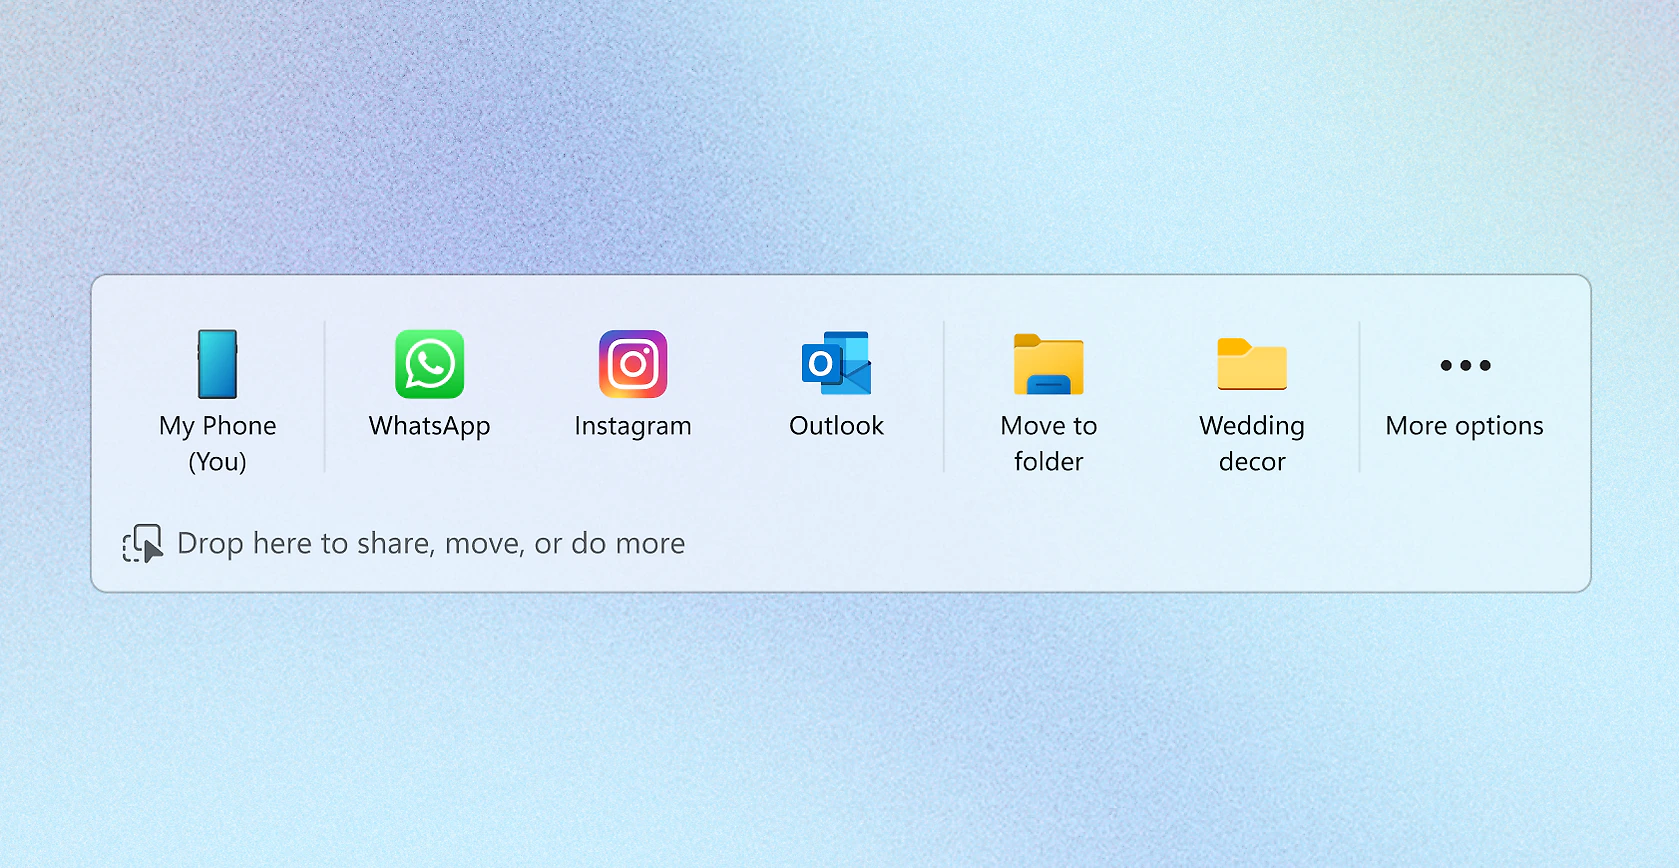 My Phone
(You)
WhatsApp
Instagram
Outlook
Move to
folder
Wedding
decor
More options
Drop here to share, move, or do more